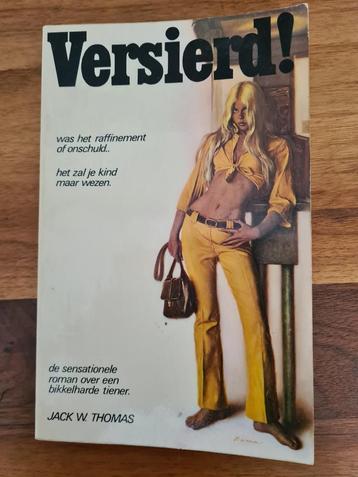 Versierd!
was het raffinement
of onschuld..
het zal je kind
maar wezen.
de sensationele
roman over een
bikkelharde tiener.
JACK W. THOMAS